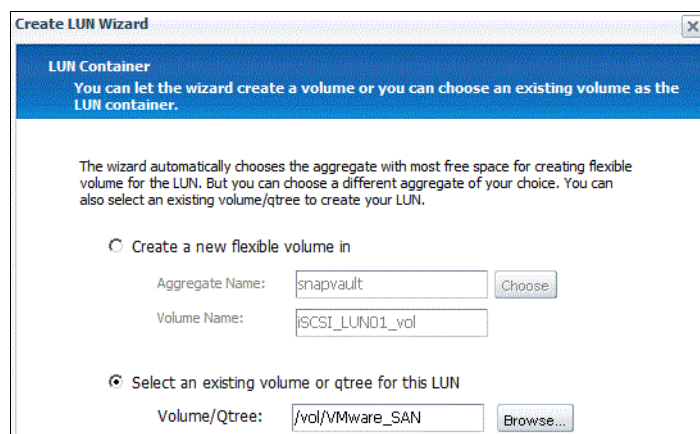 Create LUN Wizard
LUN Container
You can let the wizard create a volume or you can choose an existing volume as the
LUN container.
The wizard automatically chooses the aggregate with most free space for creating flexible
volume for the LUN. But you can choose a different aggregate of your choice. You can
also select an existing volume/qtree to create your LUN.
Create a new flexible volume in
Aggregate Name: snapvault Choose
Volume Name: iSCSI_LUN01_vol
Select an existing volume or qtree for this LUN
Volume/Qtree: /vol/VMware_SAN Browse...